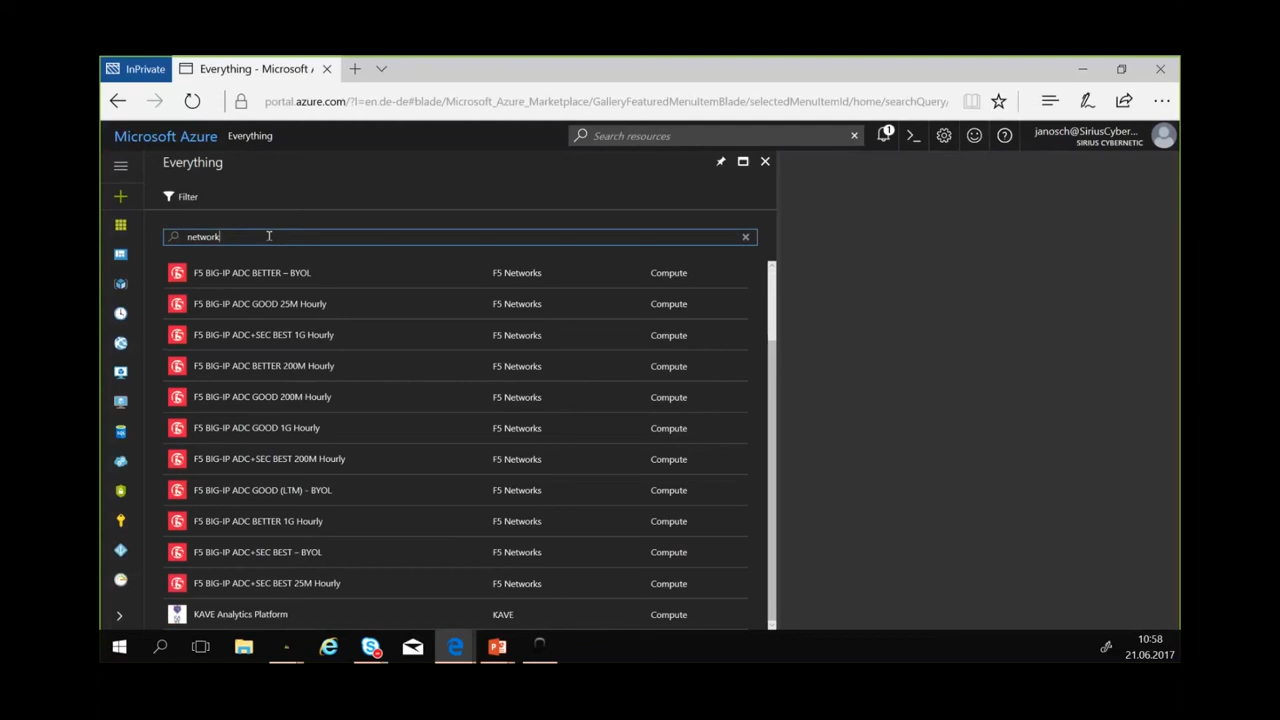 InPrivate
Everything - Microsoft A
portal.azure.com/?l=en.de-de#blade/Microsoft_Azure_Marketplace/GalleryFeaturedMenuItemBlade/selectedMenuItemId/home/searchQuery/
Microsoft Azure Everything
Search resources
1
janosch@SiriusCyber...
SIRIUS CYBERNETIC
Everything
Filter
network
F5 BIG-IP ADC BETTER – BYOL F5 Networks Compute
F5 BIG-IP ADC GOOD 25M Hourly F5 Networks Compute
F5 BIG-IP ADC+SEC BEST 1G Hourly F5 Networks Compute
F5 BIG-IP ADC BETTER 200M Hourly F5 Networks Compute
F5 BIG-IP ADC GOOD 200M Hourly F5 Networks Compute
F5 BIG-IP ADC GOOD 1G Hourly F5 Networks Compute
F5 BIG-IP ADC+SEC BEST 200M Hourly F5 Networks Compute
F5 BIG-IP ADC GOOD (LTM) - BYOL F5 Networks Compute
F5 BIG-IP ADC BETTER 1G Hourly F5 Networks Compute
F5 BIG-IP ADC+SEC BEST – BYOL F5 Networks Compute
F5 BIG-IP ADC+SEC BEST 25M Hourly F5 Networks Compute
KAVE Analytics Platform KAVE Compute
10:58
21.06.2017